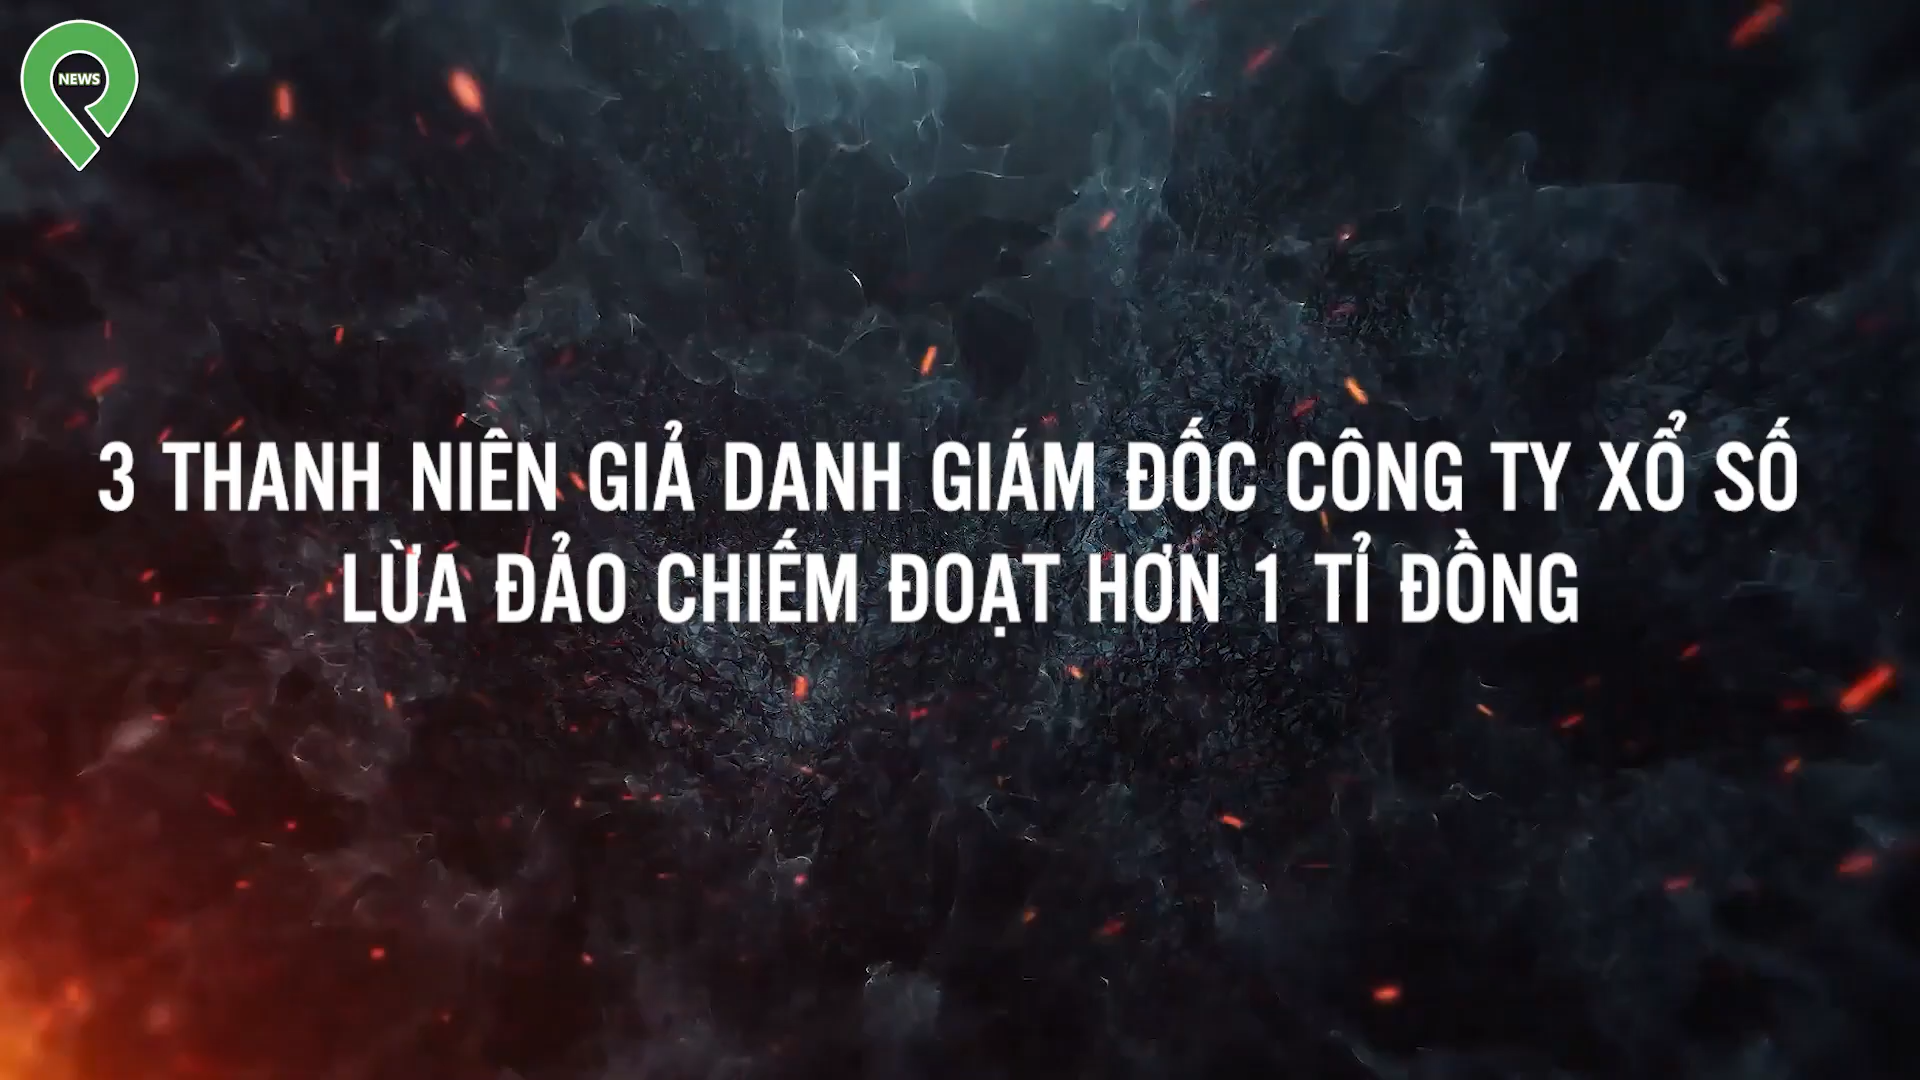 NEWS
3 THANH NIÊN GIẢ DANH GIÁM ĐỐC CÔNG TY XỔ SỐ
LỪA ĐẢO CHIẾM ĐOẠT HƠN 1 TỈ ĐỒNG